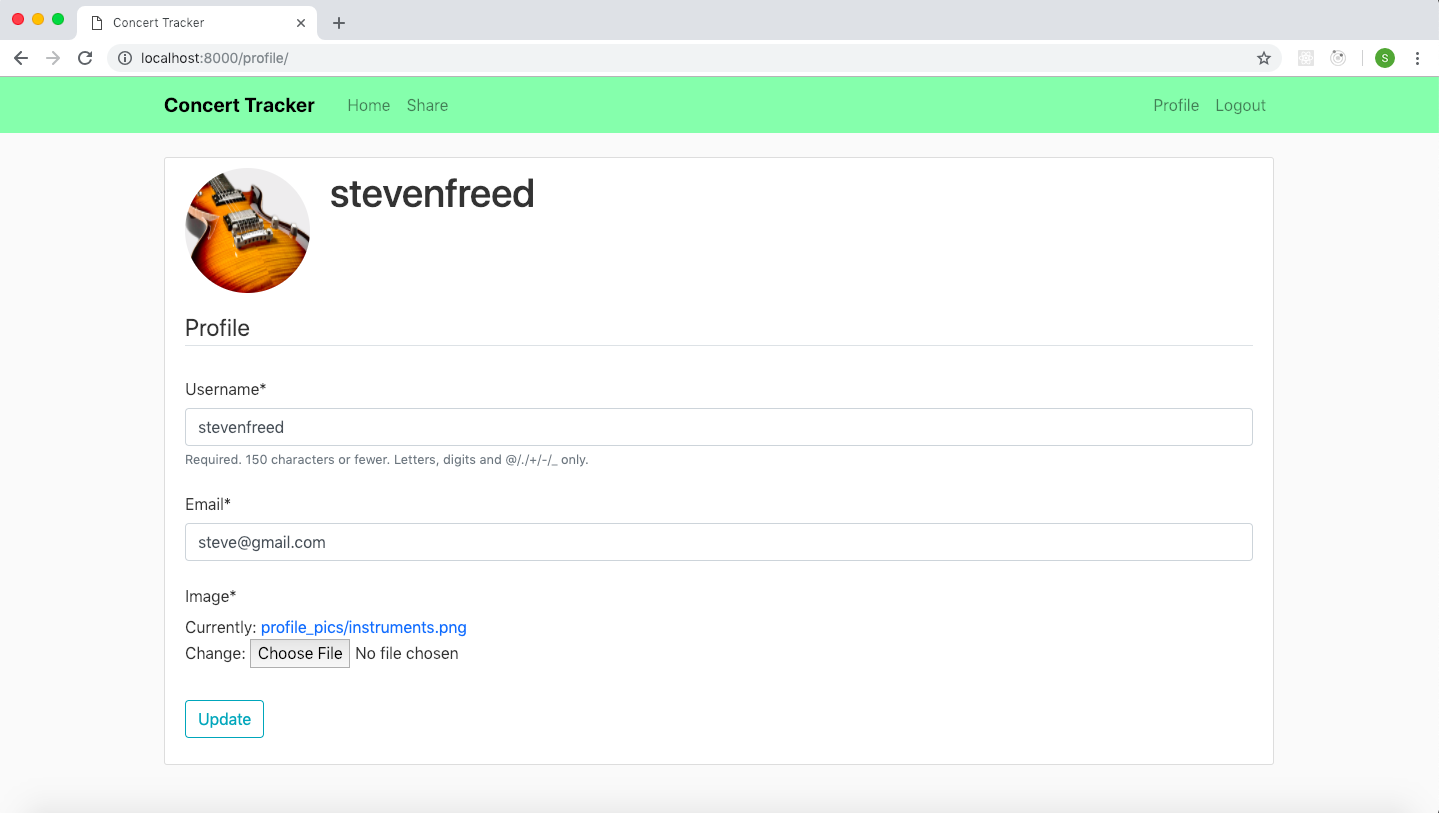 Concert Tracker
localhost:8000/profile/
S
Concert Tracker Home Share Profile Logout
stevenfreed
Profile
Username*
stevenfreed
Required. 150 characters or fewer. Letters, digits and @/./+/-/_ only.
Email*
steve@gmail.com
Image*
Currently: profile_pics/instruments.png
Change: Choose File No file chosen
Update